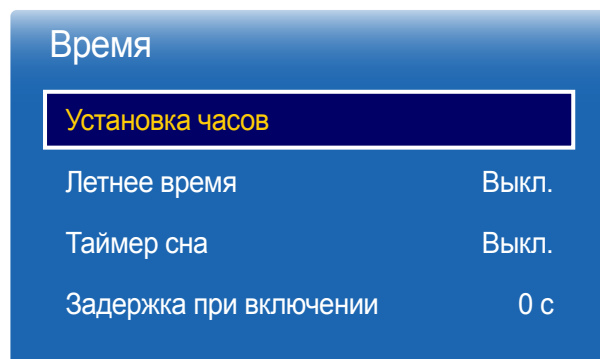 Время
Установка часов
Летнее время Выкл.
Таймер сна Выкл.
Задержка при включении 0 с